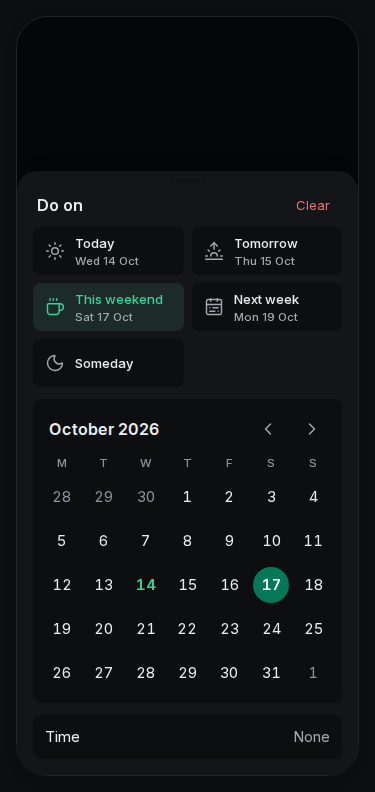 Do on
Clear
Today
Wed 14 Oct
Tomorrow
Thu 15 Oct
This weekend
Sat 17 Oct
Next week
Mon 19 Oct
Someday
October 2026
M T W T F S S
28 29 30 1 2 3 4
5 6 7 8 9 10 11
12 13 14 15 16 17 18
19 20 21 22 23 24 25
26 27 28 29 30 31 1
Time None